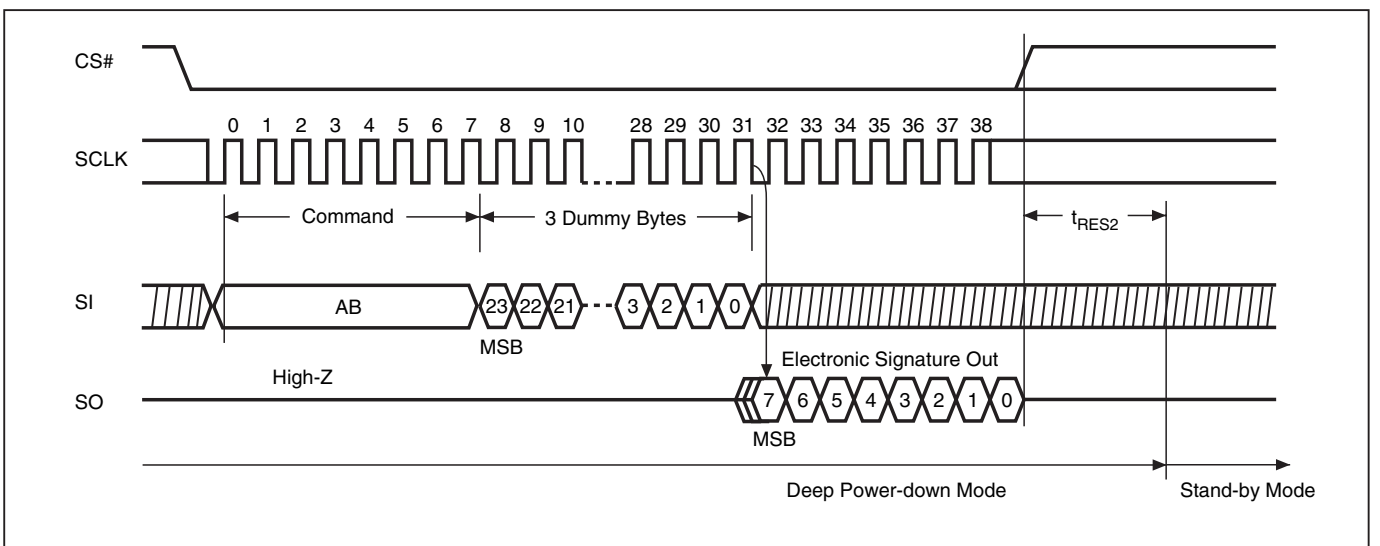 CS#
0 1 2 3 4 5 6 7 8 9 10 28 29 30 31 32 33 34 35 36 37 38
SCLK
Command 3 Dummy Bytes tRES2
SI AB 23 22 21 3 2 1 0
MSB
Electronic Signature Out
High-Z
SO 7 6 5 4 3 2 1 0
MSB
Deep Power-down Mode Stand-by Mode